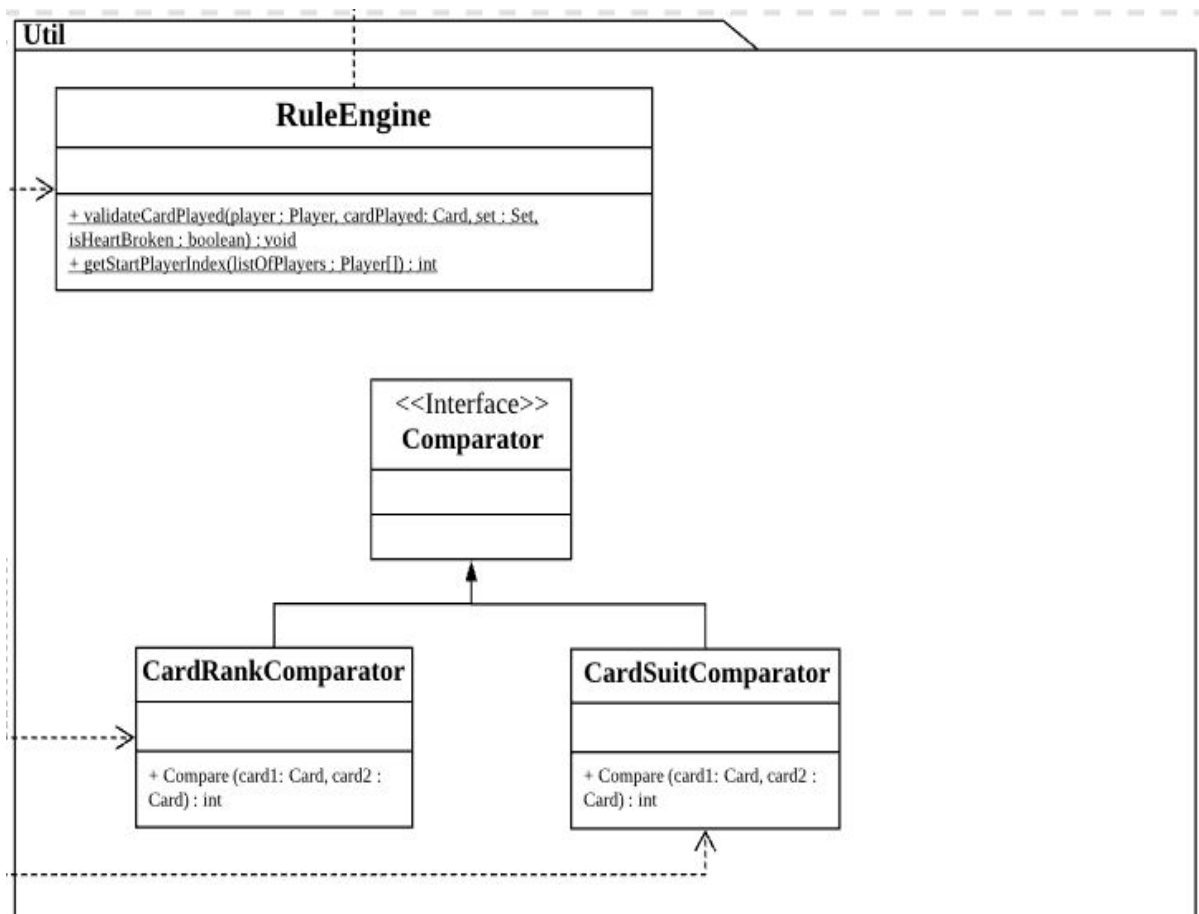 Util
RuleEngine
+ validateCardPlayed(player : Player, cardPlayed: Card, set : Set,
isHeartBroken : boolean) : void
+ getStartPlayerIndex(listOfPlayers : Player[]) : int
<<Interface>>
Comparator
CardRankComparator
+ Compare (card1: Card, card2 :
Card) : int
CardSuitComparator
+ Compare (card1: Card, card2 :
Card) : int